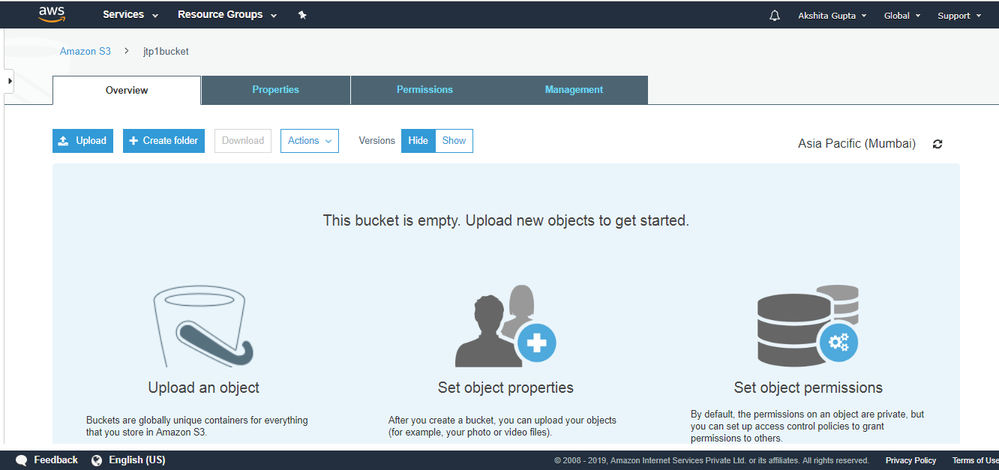 aws Services Resource Groups Akshita Gupta Global Support
Amazon S3 > jtp1bucket
Overview Properties Permissions Management
Upload Create folder Download Actions Versions Hide Show Asia Pacific (Mumbai)
This bucket is empty. Upload new objects to get started.
Upload an object
Buckets are globally unique containers for everything
that you store in Amazon S3.
Set object properties
After you create a bucket, you can upload your objects
(for example, your photo or video files).
Set object permissions
By default, the permissions on an object are private, but
you can set up access control policies to grant
permissions to others.
Feedback English (US) © 2008 - 2019, Amazon Internet Services Private Ltd. or its affiliates. All rights reserved. Privacy Policy Terms of Use